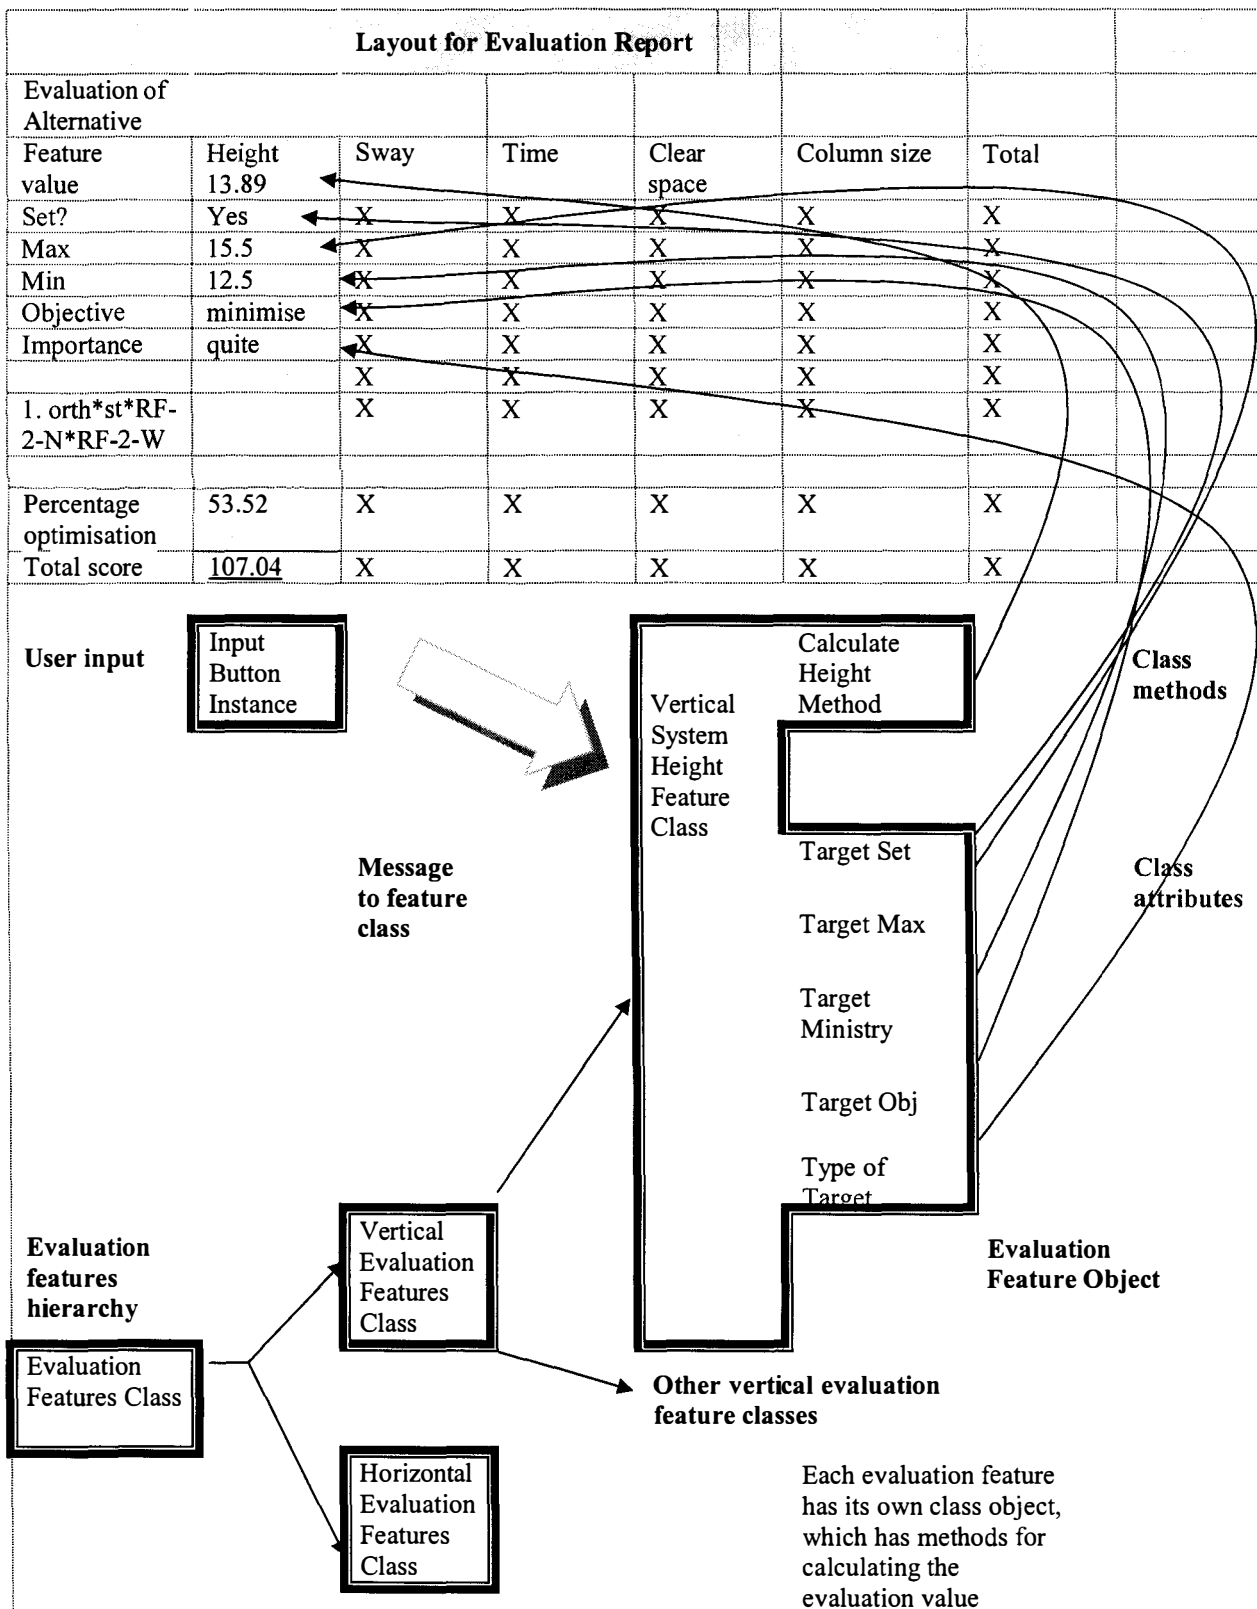 Layout for Evaluation Report
Evaluation of
Alternative
Feature Height Sway Time Clear Column size Total
value 13.89 space
Set? Yes X X X X X
Max 15.5 X X X X X
Min 12.5 X X X X X
Objective minimise X X X X X
Importance quite X X X X X
X X X X X
1. orth*st*RF- X X X X X
2-N*RF-2-W
Percentage 53.52 X X X X X
optimisation
Total score 107.04 X X X X X
User input
Input
Button
Instance
Calculate
Height
Method
Vertical
System
Height
Feature
Class
Class
methods
Message
to feature
class
Target Set
Target Max
Target
Ministry
Target Obj
Type of
Target
Class
attributes
Evaluation
features
hierarchy
Vertical
Evaluation
Features
Class
Evaluation
Feature Object
Evaluation
Features Class
Other vertical evaluation
feature classes
Horizontal
Evaluation
Features
Class
Each evaluation feature
has its own class object,
which has methods for
calculating the
evaluation value